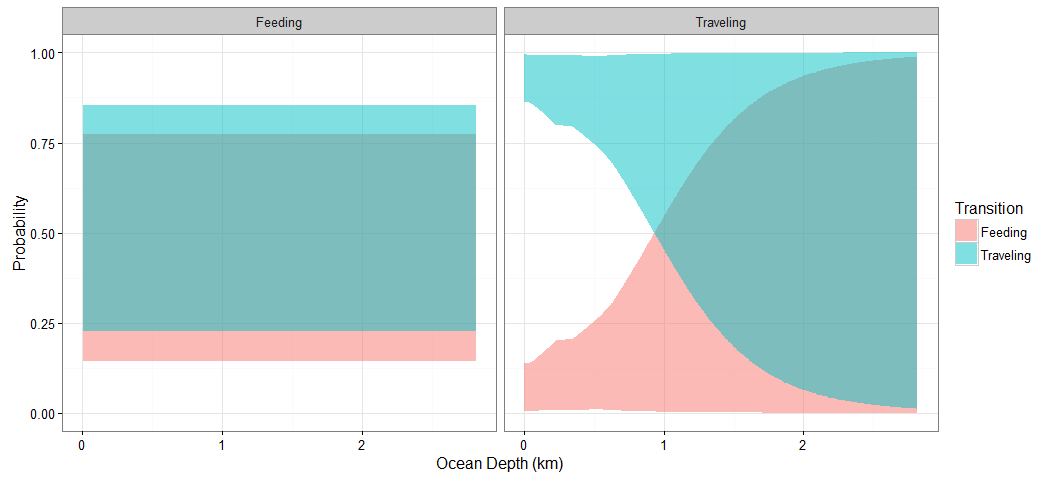 Feeding
Traveling
1.00
0.75
0.50
0.25
0.00
Probability
0 1 2
0 1 2
Ocean Depth (km)
Transition
Feeding
Traveling